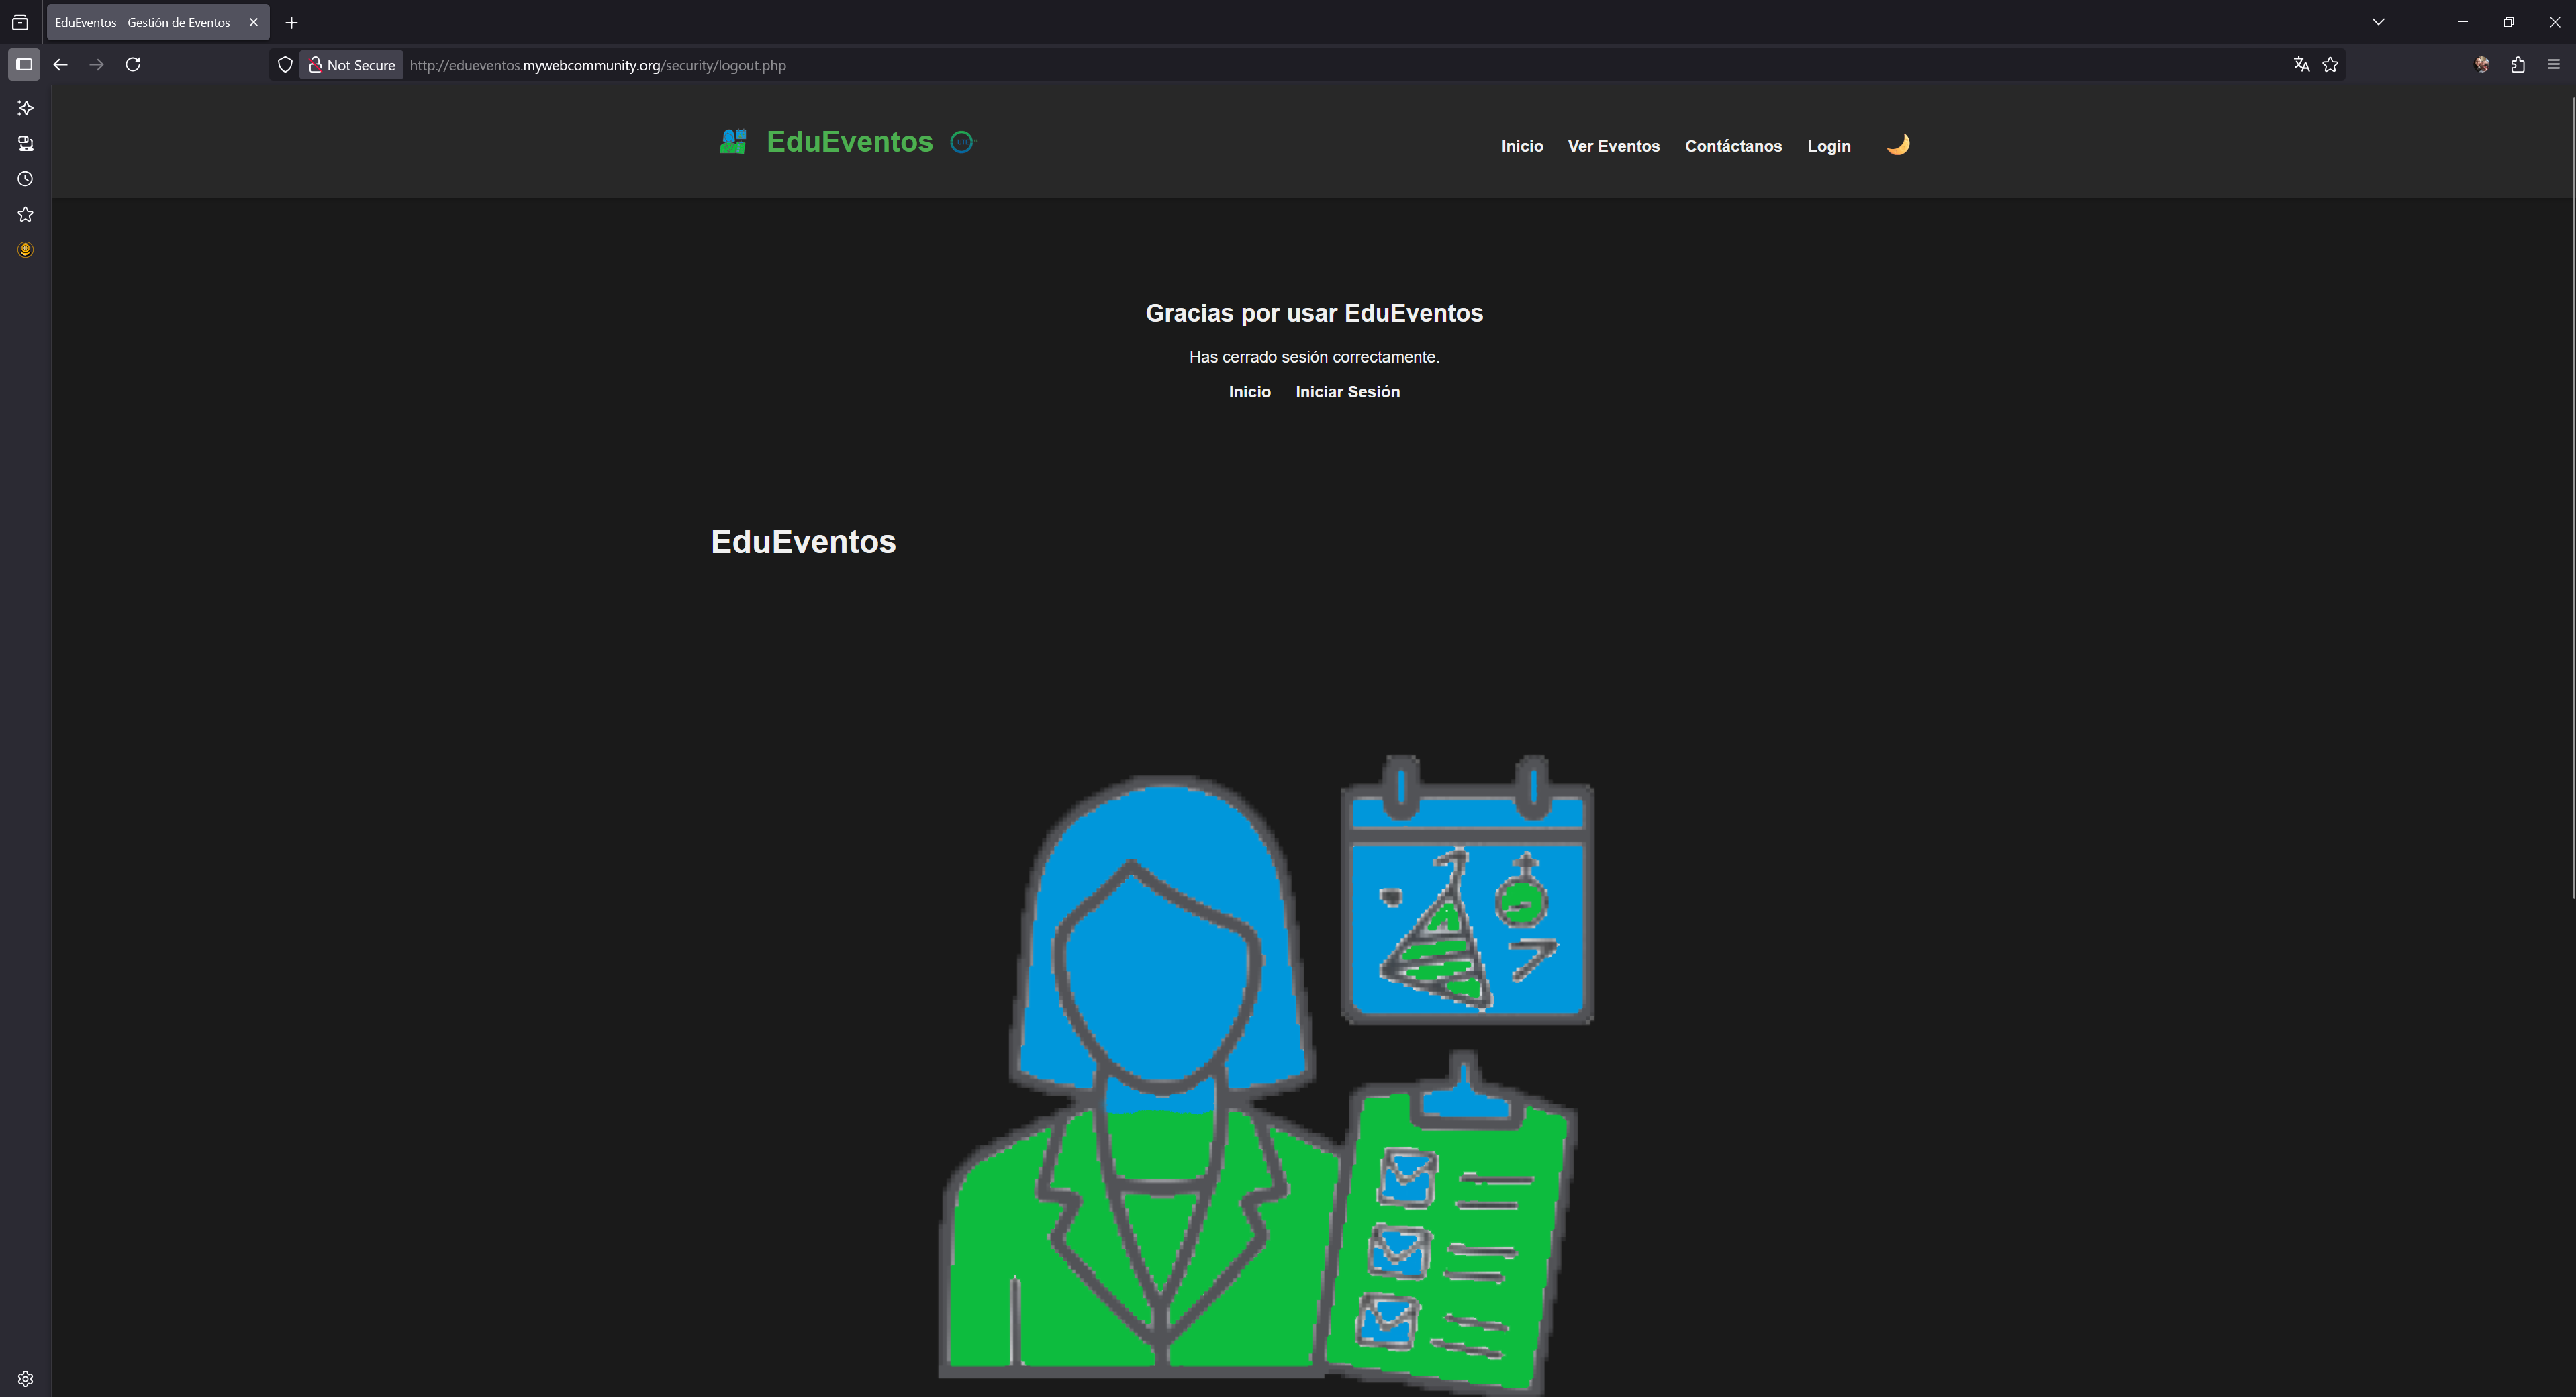 EduEventos - Gestión de Eventos
Not Secure
http://edueventos.mywebcommunity.org/security/logout.php
EduEventos
UTE
Inicio
Ver Eventos
Contáctanos
Login
Gracias por usar EduEventos
Has cerrado sesión correctamente.
Inicio
Iniciar Sesión
EduEventos